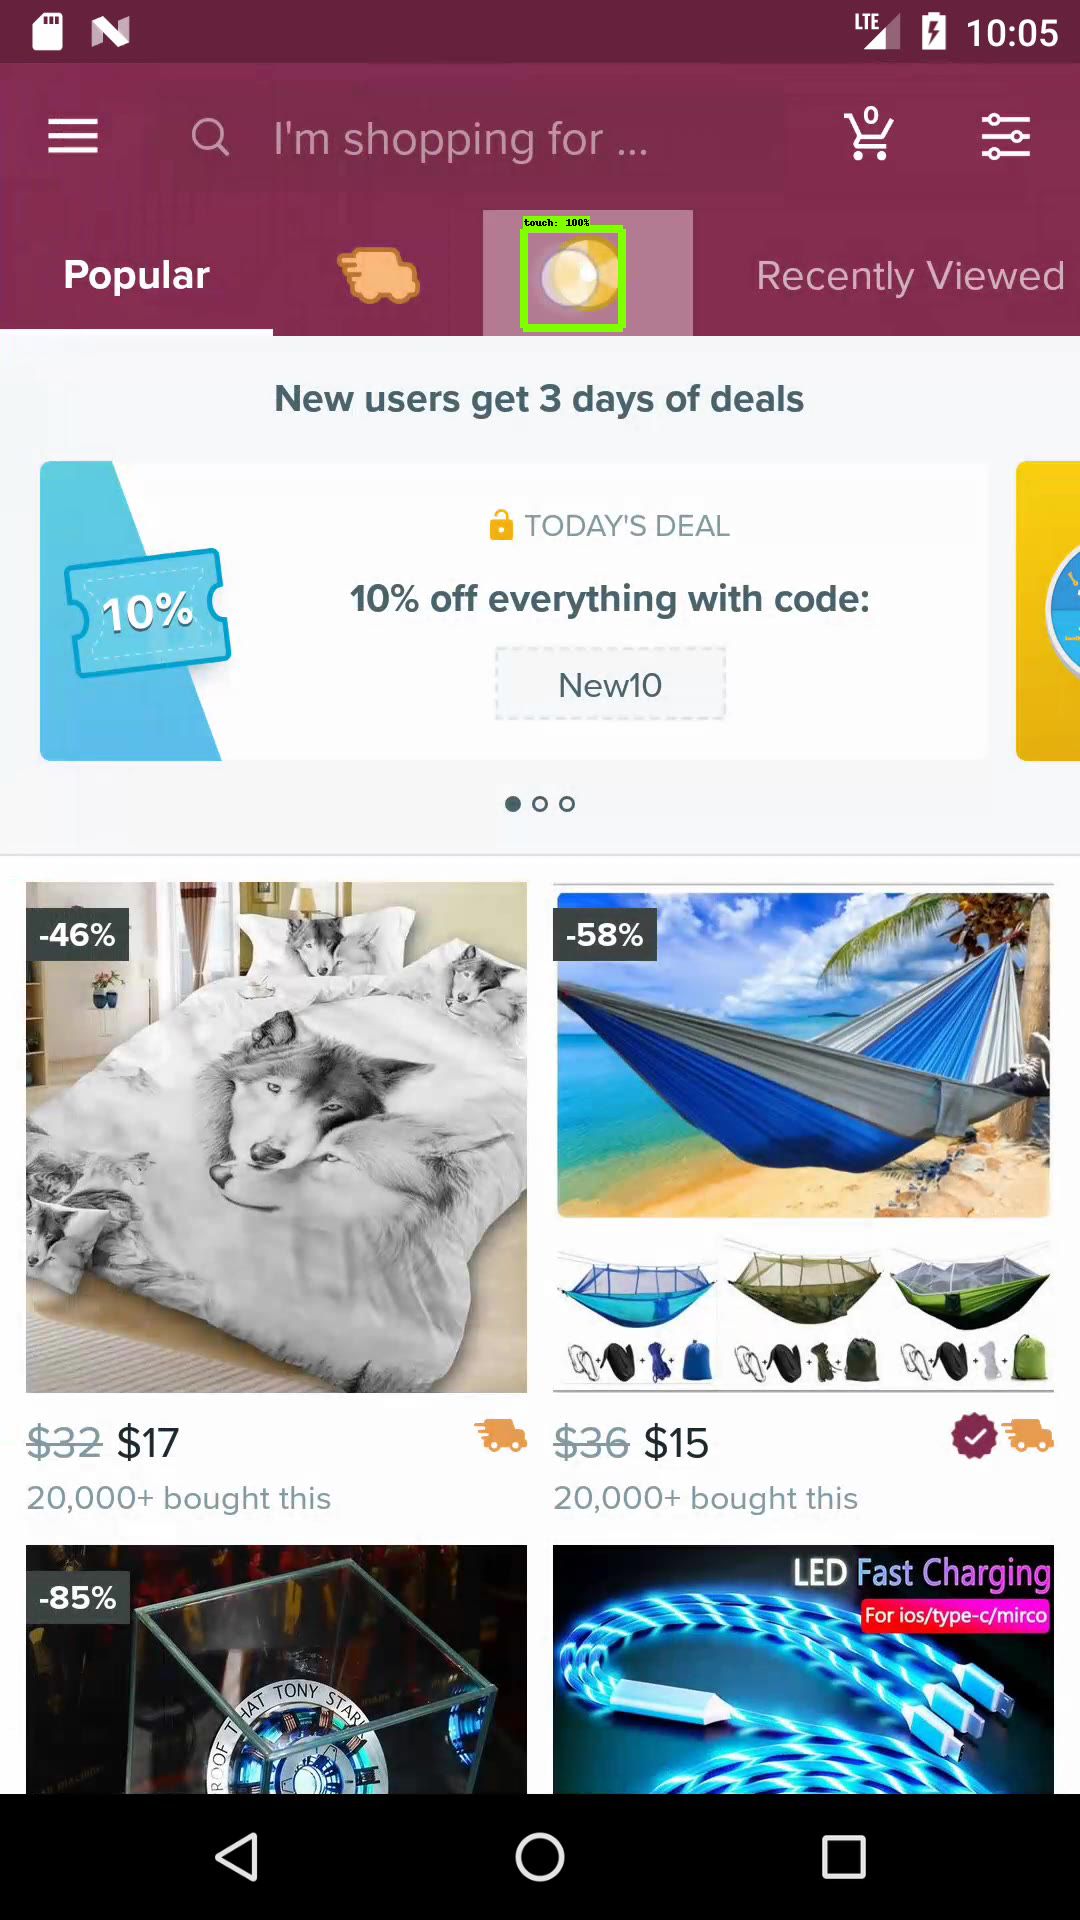 LTE 10:05
I'm shopping for ...
0
touch: 100%
Popular
Recently Viewed
New users get 3 days of deals
TODAY'S DEAL
10% off everything with code:
10%
New10
-46%
-58%
$32 $17
$36 $15
20,000+ bought this
20,000+ bought this
-85%
LED Fast Charging
For ios/type-c/mirco
ROOF THAT TONY STAR